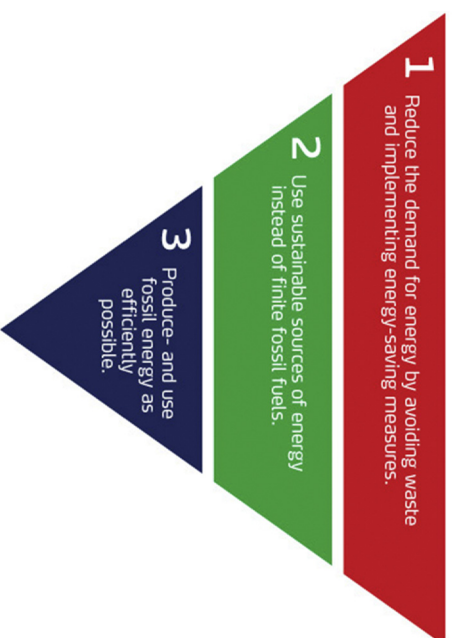 1
Reduce the demand for energy by avoiding waste
and implementing energy-saving measures.
2
Use sustainable sources of energy
instead of finite fossil fuels.
3
Produce- and use
fossil energy as
efficiently
possible.